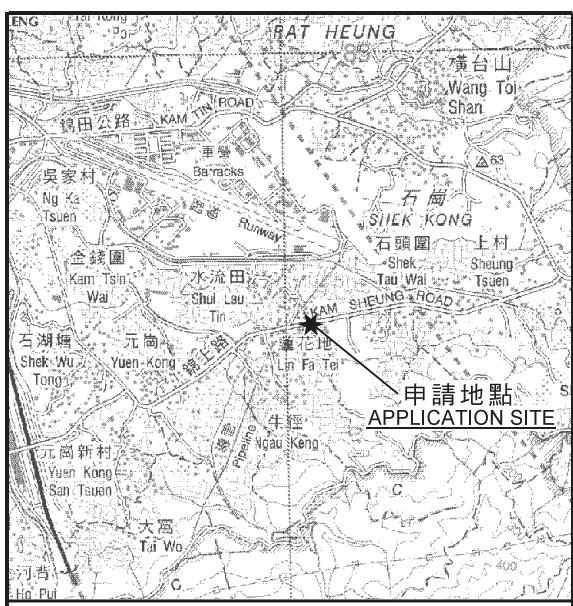 ENG
PAT HEUNG
橫台山
Wang Toi
Shan
KAM TIN ROAD
錦田公路
軍營
Barracks
63
吳家村
Ng Ka
Tsuen
石崗
SHEK KONG
Runway
石頭圍
Shek
Tau Wai
上村
Sheung
Tsuen
金錢圍
Kam Tsin
Wai
水流田
Shui Lau
Tin
KAM SHEUNG ROAD
石湖塘
Shek Wu
Tong
元崗
Yuen Kong
錦上路
蓮花地
Lin Fa Tei
申請地點
APPLICATION SITE
牛徑
Ngau Keng
Pipeline
元崗新村
Yuen Kong
San Tsuen
C
大窩
Tai Wo
400
河背
Ho Pui
C